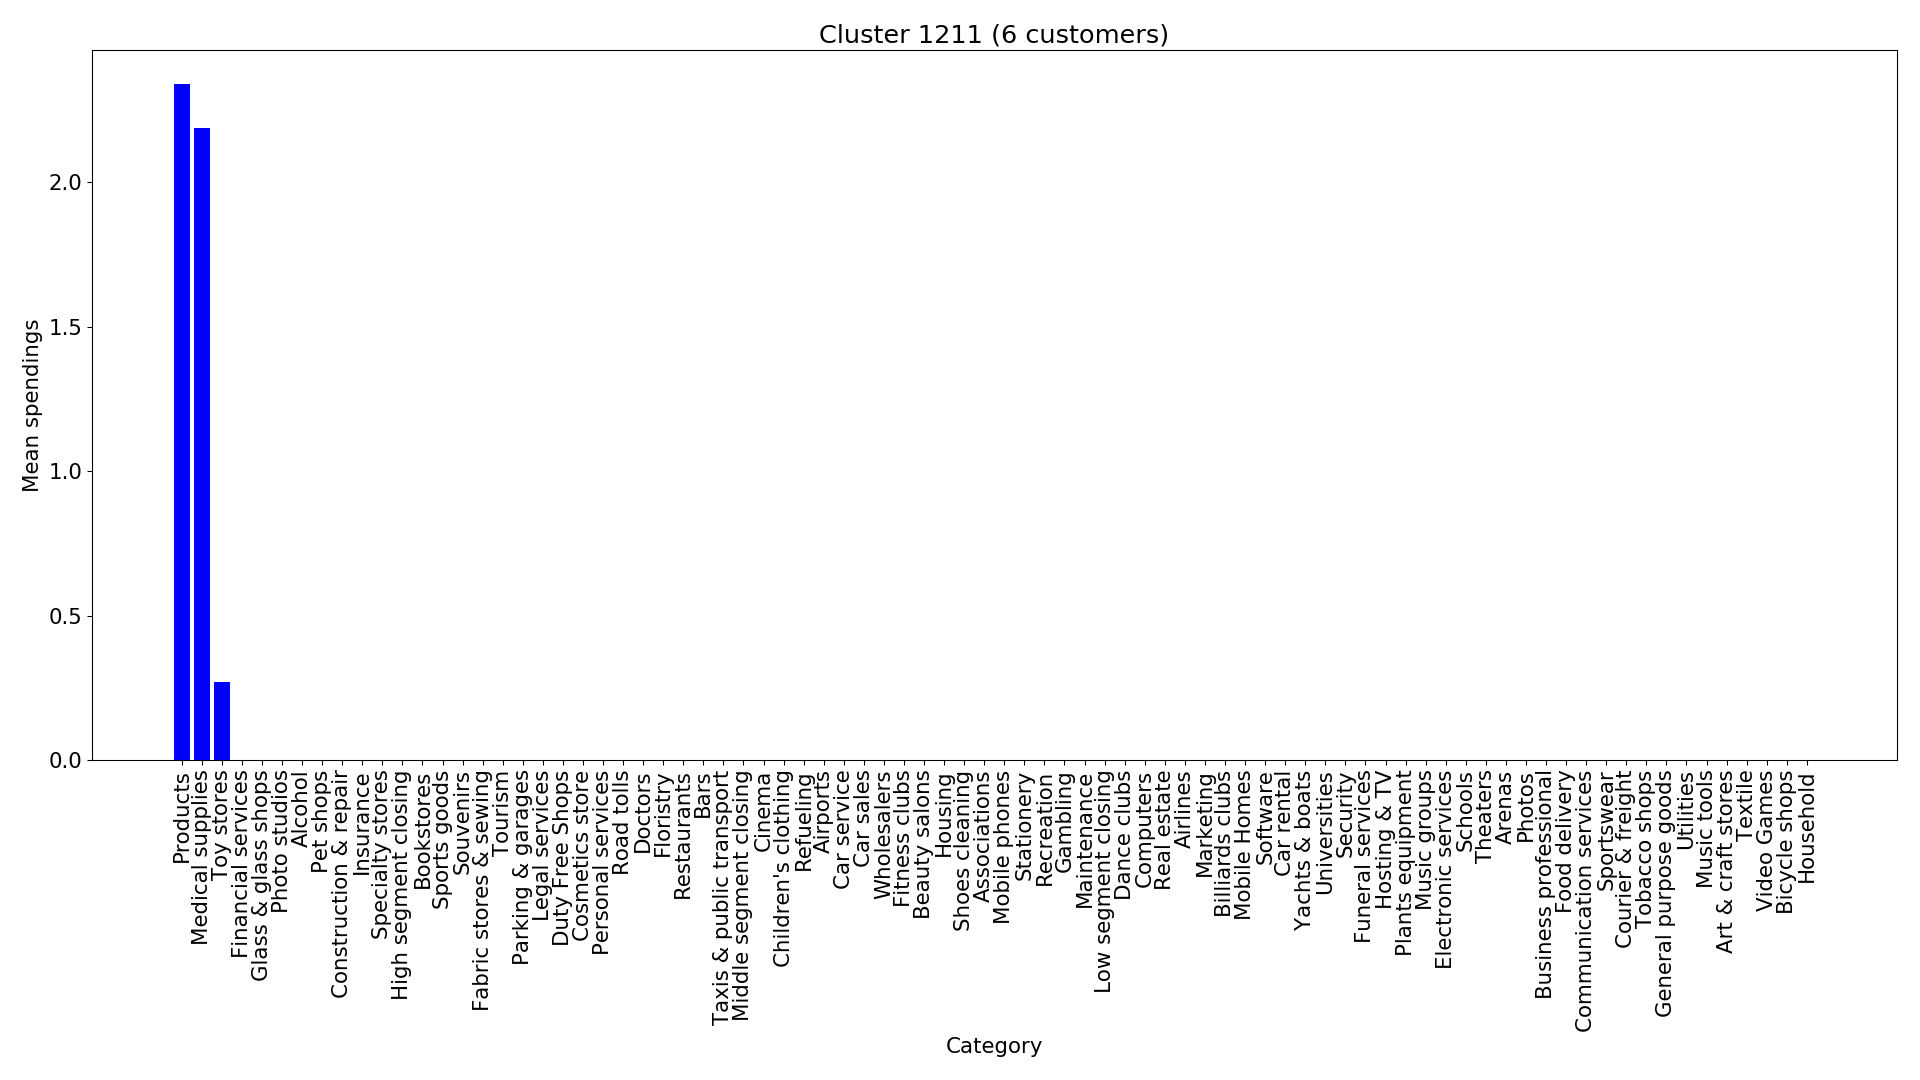 Cluster 1211 (6 customers)
Mean spendings
2.0
1.5
1.0
0.5
0.0
Products
Medical supplies
Toy stores
Financial services
Glass & glass shops
Photo studios
Alcohol
Pet shops
Construction & repair
Insurance
Specialty stores
High segment closing
Bookstores
Sports goods
Souvenirs
Fabric stores & sewing
Tourism
Parking & garages
Legal services
Duty Free Shops
Cosmetics store
Personal services
Road tolls
Doctors
Floristry
Restaurants
Bars
Taxis & public transport
Middle segment closing
Cinema
Children's clothing
Refueling
Airports
Car service
Car sales
Wholesalers
Fitness clubs
Beauty salons
Housing
Shoes cleaning
Associations
Mobile phones
Stationery
Recreation
Gambling
Maintenance
Low segment closing
Dance clubs
Computers
Real estate
Airlines
Marketing
Billiards clubs
Mobile Homes
Software
Car rental
Yachts & boats
Universities
Security
Funeral services
Hosting & TV
Plants equipment
Music groups
Electronic services
Schools
Theaters
Arenas
Photos
Business professional
Food delivery
Communication services
Sportswear
Courier & freight
Tobacco shops
General purpose goods
Utilities
Music tools
Art & craft stores
Textile
Video Games
Bicycle shops
Household
Category